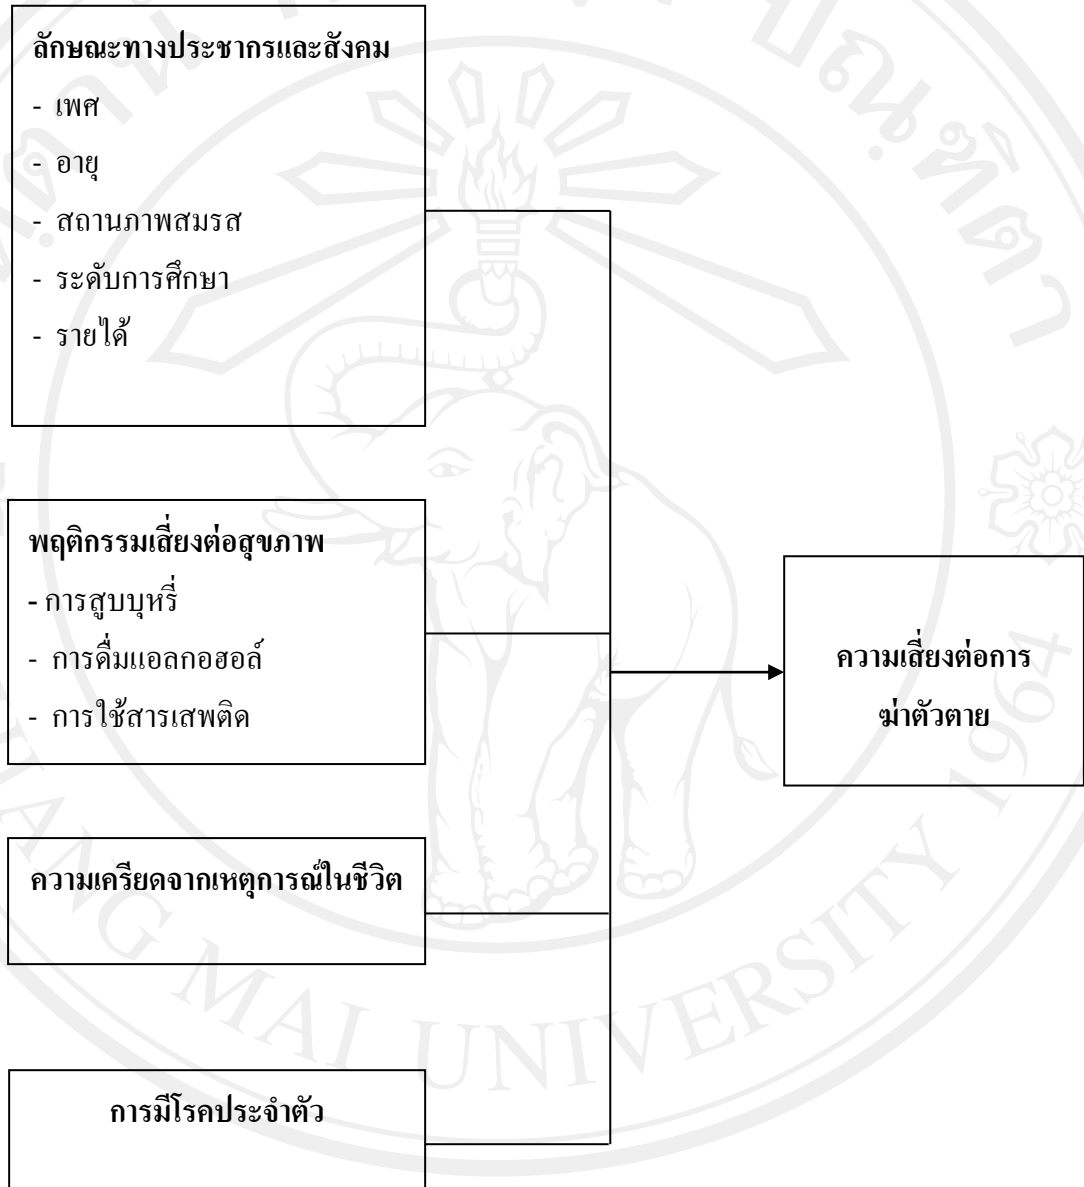 ลักษณะทางประชากรและสังคม
- เพศ
- อายุ
- สถานภาพสมรส
- ระดับการศึกษา
- รายได้
พฤติกรรมเสี่ยงต่อสุขภาพ
- การสูบบุหรี่
- การดื่มแอลกอฮอล์
- การใช้สารเสพติด
ความเครียดจากเหตุการณ์ในชีวิต
การมีโรคประจำตัว
ความเสี่ยงต่อการ
ฆ่าตัวตาย
ANG MAI UNIVERSITY 1964